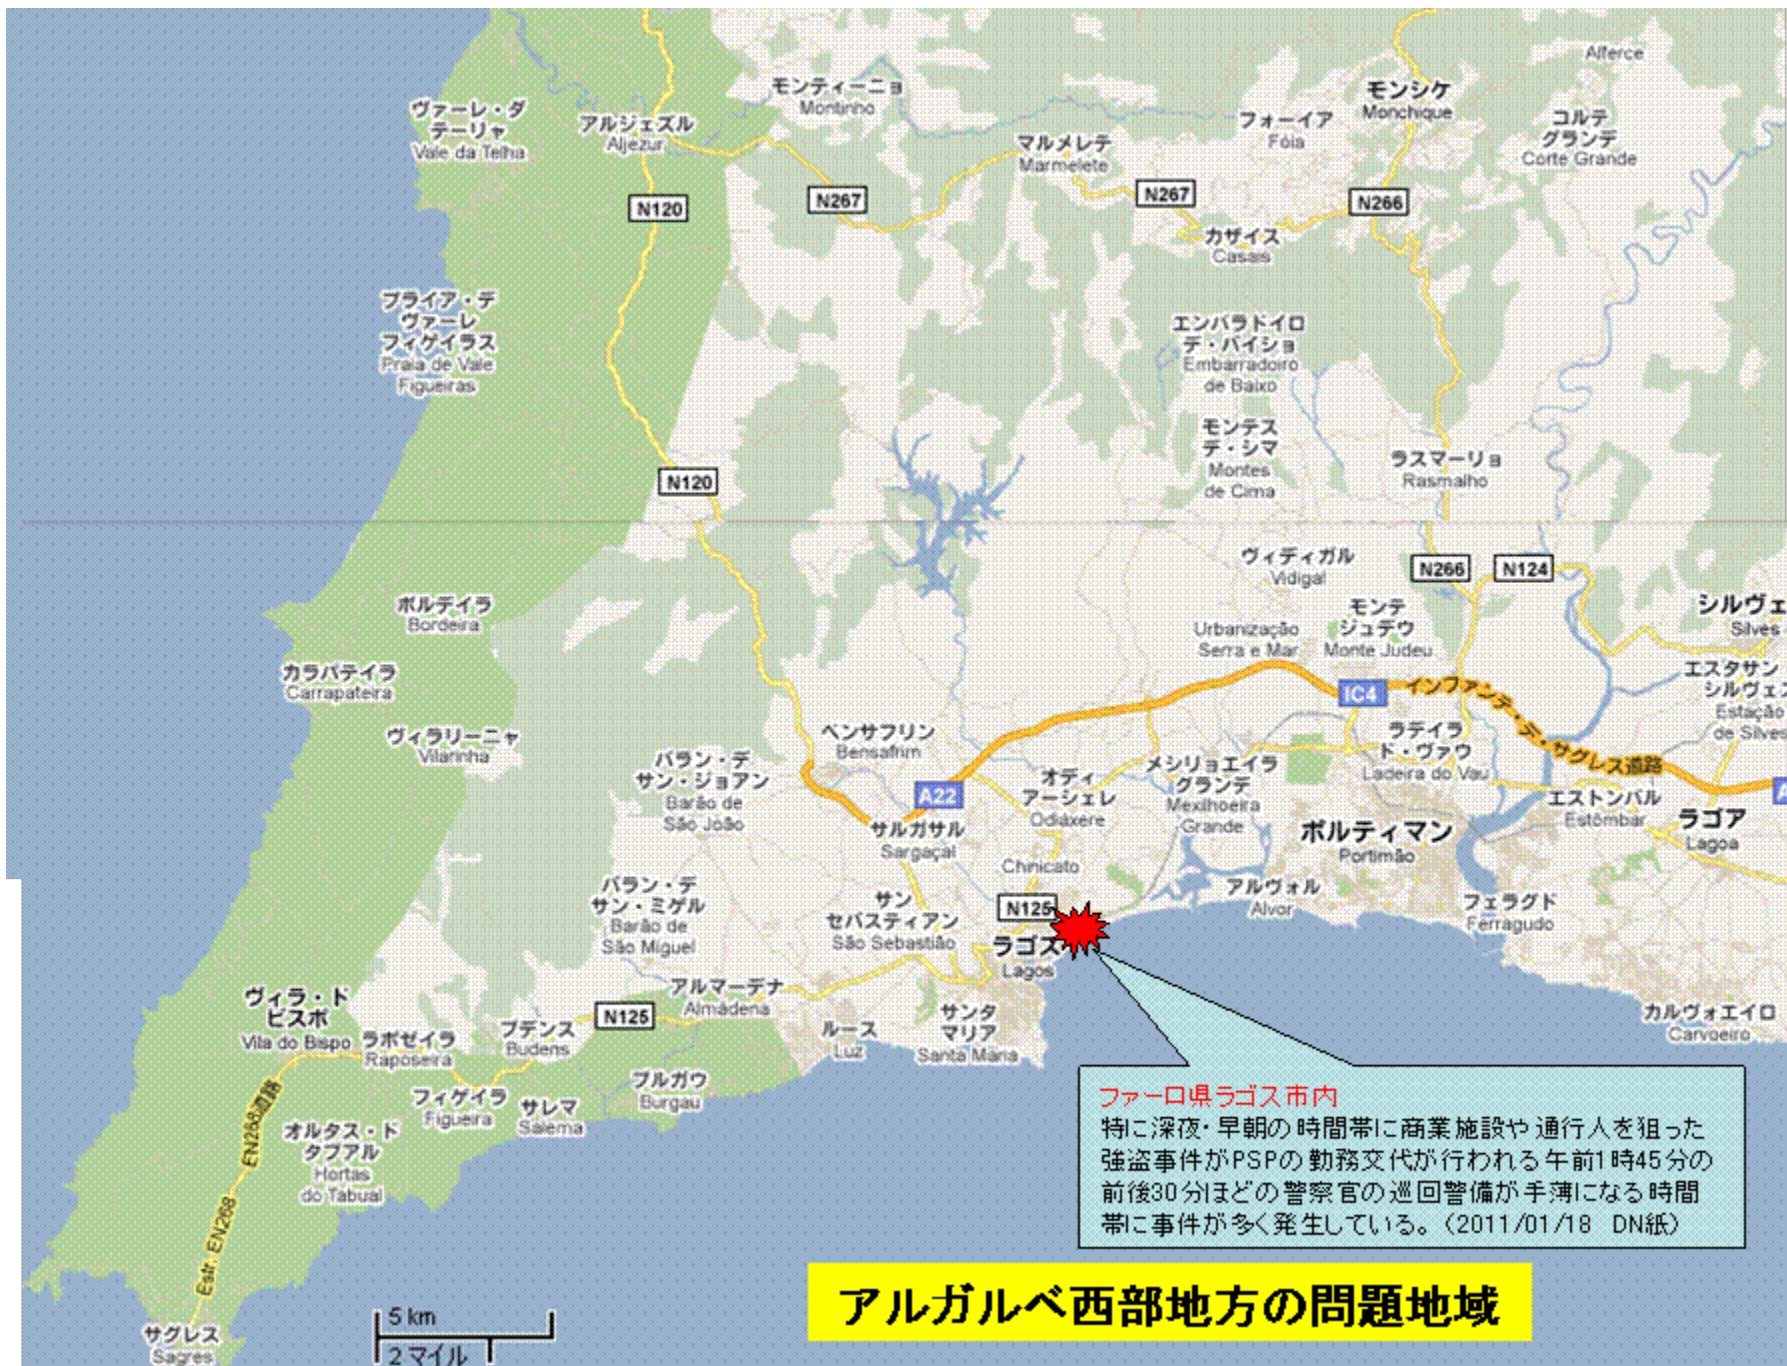 Alferce
モンティーニョ
Montinho
モンシケ
Monchique
ヴァーレ・ダ
テーリャ
Vale da Telha
アルジェズル
Aljezur
マルメレテ
Marmelete
フォーイア
Fóia
コルテ
グランデ
Corte Grande
N120
N267
N267
N266
カザイス
Casais
プライア・デ
ヴァーレ
フィゲイラス
Praia de Vale
Figueiras
エンバラドイロ
デ・バイショ
Embarradoiro
de Baixo
モンテス
デ・シマ
Montes
de Cima
ラスマーリョ
Rasmalho
N120
ヴィディガル
Vidigal
N266
N124
ボルデイラ
Bordeira
モンテ
ジュデウ
Monte Judeu
Urbanização
Serra e Mar
シルヴェ
Silves
カラパテイラ
Carrapateira
IC4
インファンテ・デ・サグレス道路
エスタサン
シルヴェス
Estação
de Silves
ヴィラリーニャ
Vilarinha
ベンサフリン
Bensafrim
ラデイラ
ド・ヴァウ
Ladeira do Vau
バラン・デ
サン・ジョアン
Barão de
São João
オディ
アーシェレ
Odiáxere
メシリョエイラ
グランデ
Mexilhoeira
Grande
A22
A
エストンバル
Estômbar
ラゴア
Lagoa
サルガサル
Sargaçal
ポルティマン
Portimão
Chinicato
バラン・デ
サン・ミゲル
Barão de
São Miguel
サン
セバスティアン
São Sebastião
N125
アルヴォル
Alvor
フェラグド
Ferragudo
ラゴス
Lagos
アルマーデナ
Almádena
ヴィラ・ド
ビスポ
Vila do Bispo
ラポゼイラ
Raposeira
ブデンス
Budens
N125
ルース
Luz
サンタ
マリア
Santa Maria
カルヴォエイロ
Carvoeiro
ブルガウ
Burgau
フィゲイラ
Figueira
サレマ
Salema
EN268道路
オルタス・ド
タブアル
Hortas
do Tabual
Estr. EN268
サグレス
Sagres
ファーロ県ラゴス市内
特に深夜・早朝の時間帯に商業施設や通行人を狙った
強盗事件がPSPの勤務交代が行われる午前1時45分の
前後30分ほどの警察官の巡回警備が手薄になる時間
帯に事件が多く発生している。（2011/01/18　DN紙）
アルガルベ西部地方の問題地域
5 km
2 マイル